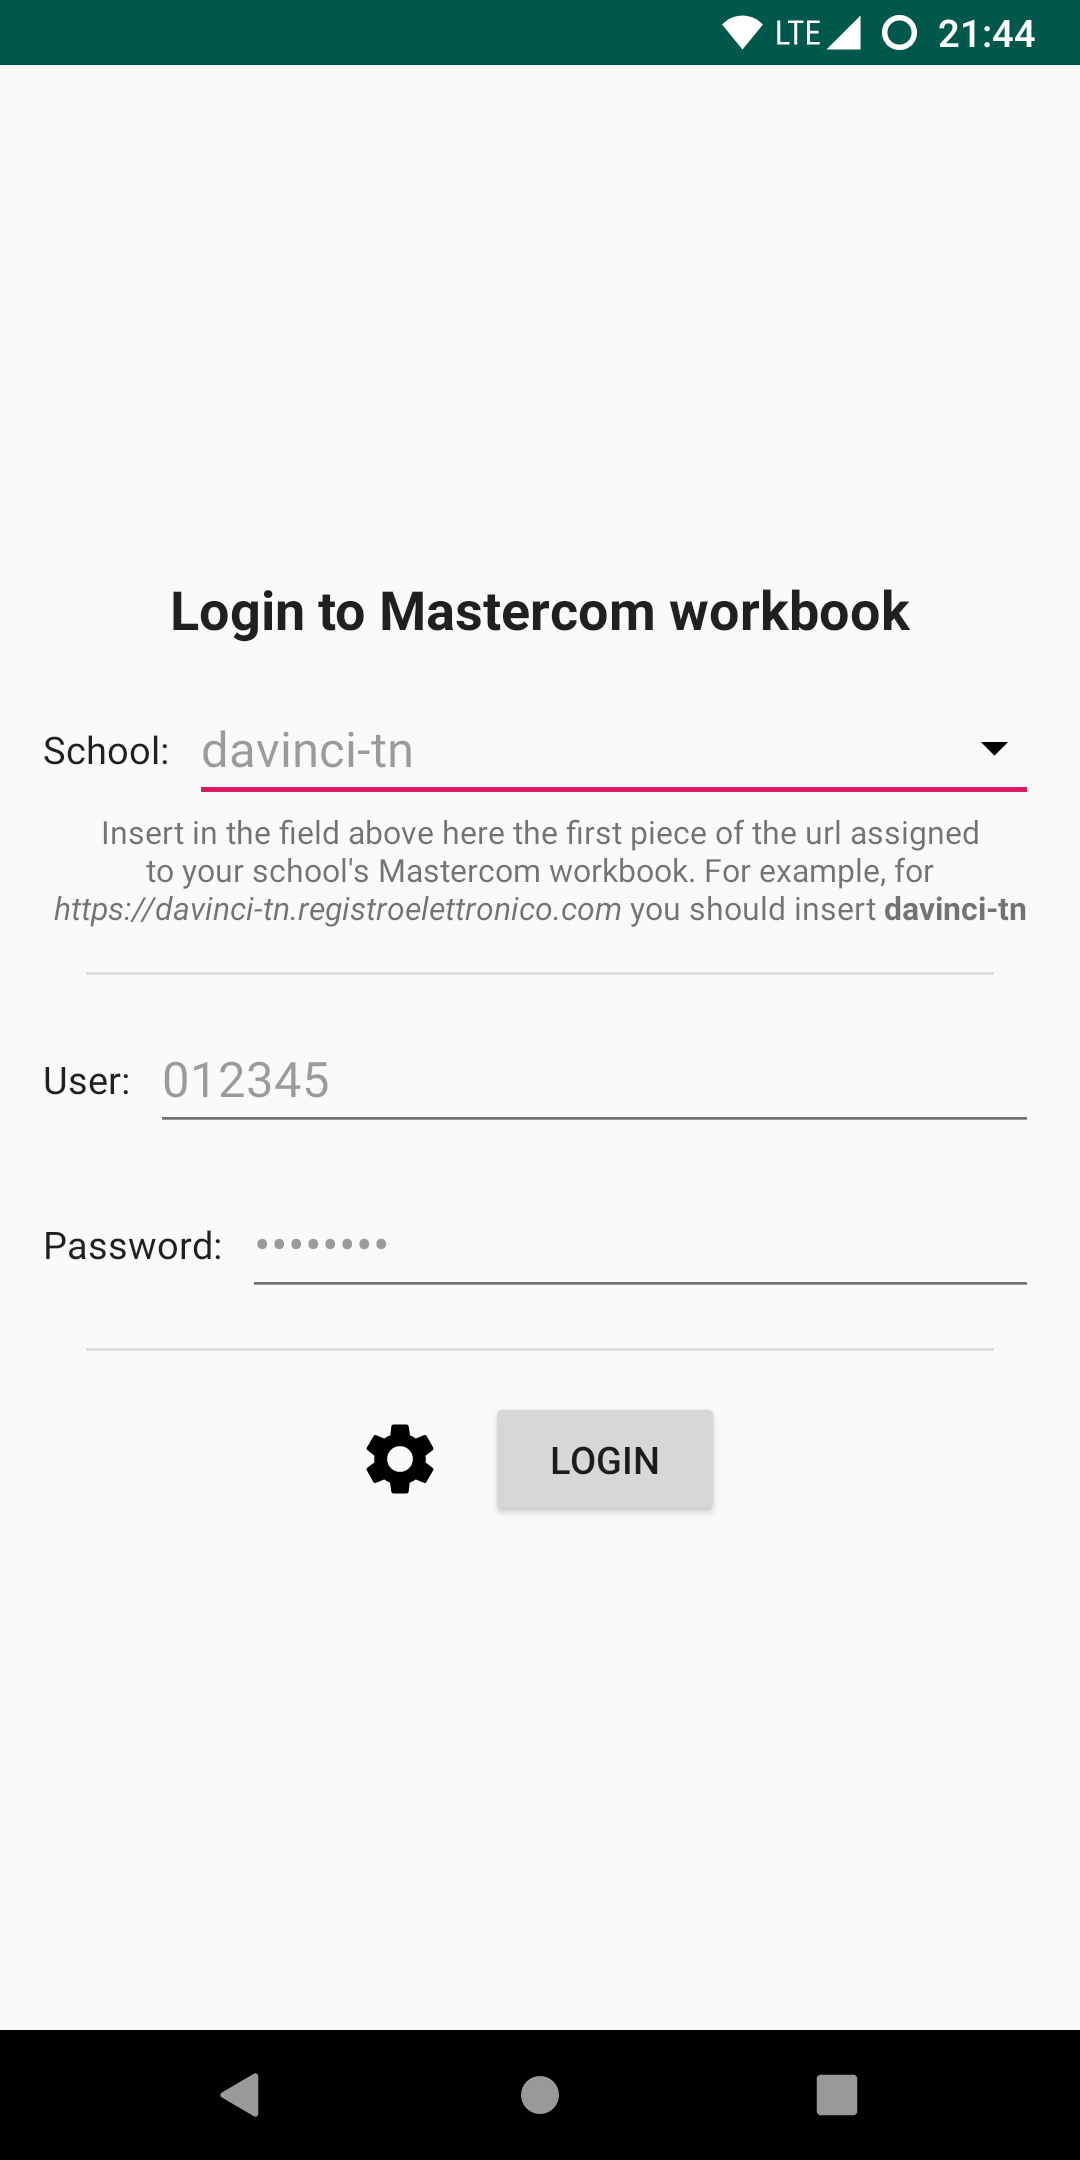 LTE 21:44
Login to Mastercom workbook
School: davinci-tn
Insert in the field above here the first piece of the url assigned
to your school's Mastercom workbook. For example, for
https://davinci-tn.registroelettronico.com you should insert davinci-tn
User: 012345
Password: ••••••••
LOGIN